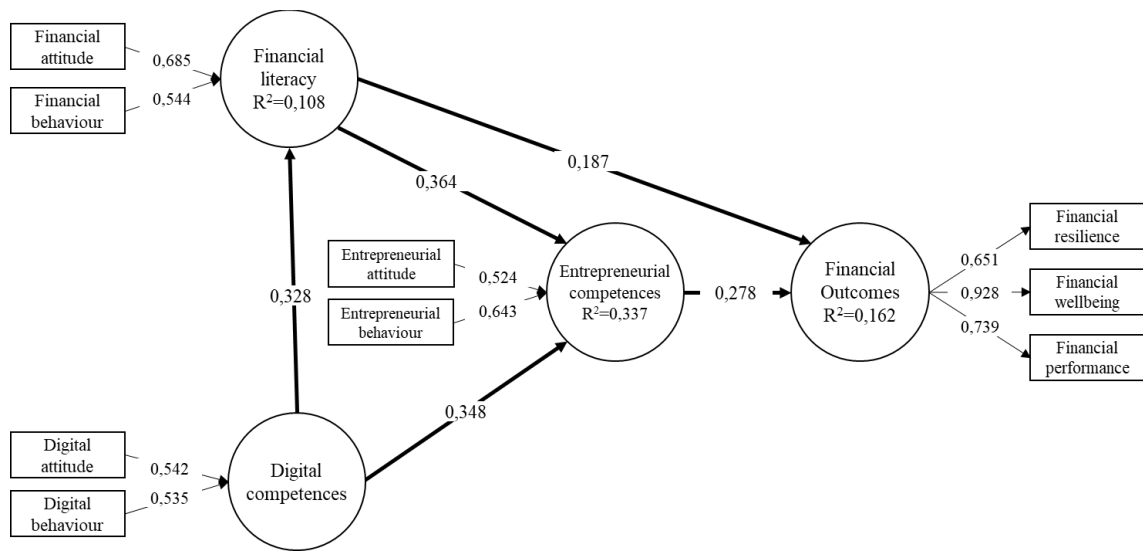 Financial
attitude
0,685
Financial
behaviour
0,544
Financial
literacy
R²=0,108
0,187
0,364
0,328
Entrepreneurial
attitude
0,524
Entrepreneurial
behaviour
0,643
Entrepreneurial
competences
R²=0,337
0,278
Financial
Outcomes
R²=0,162
0,651
Financial
resilience
0,928
Financial
wellbeing
0,739
Financial
performance
0,348
Digital
attitude
0,542
Digital
behaviour
0,535
Digital
competences